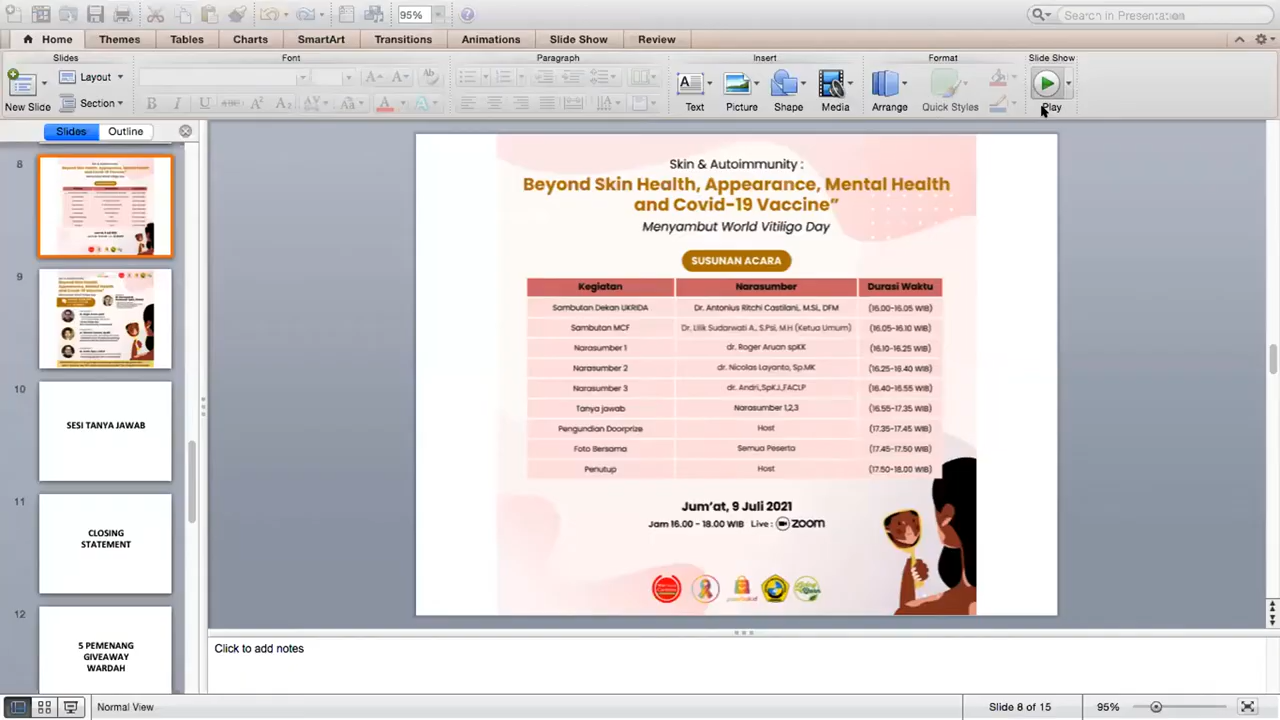 95%
Search in Presentation
Home
Themes
Tables
Charts
SmartArt
Transitions
Animations
Slide Show
Review
Slides
Font
Paragraph
Insert
Format
Slide Show
New Slide
Layout
Section
Text
Picture
Shape
Media
Arrange
Quick Styles
Play
Slides
Outline
8
9
10
SESI TANYA JAWAB
11
CLOSING
STATEMENT
12
5 PEMENANG
GIVEAWAY
WARDAH
Skin & Autoimmunity :
Beyond Skin Health, Appearance, Mental Health
and Covid-19 Vaccine”
Menyambut World Vitiligo Day
SUSUNAN ACARA
Kegiatan Narasumber Durasi Waktu
Sambutan Dekan UKRIDA Dr. Antonius Ritchi Castilani, M.Si, DFM (16.00-16.05 WIB)
Sambutan MCF Dr. Lilik Sudarwati A., S.Psi, M.H (Ketua Umum) (16.05-16.10 WIB)
Narasumber 1 dr. Roger Aruan spKK (16.10-16.25 WIB)
Narasumber 2 dr. Nicolas Layanto, Sp.MK (16.25-16.40 WIB)
Narasumber 3 dr. Andri,SpKJ,FACLP (16.40-16.55 WIB)
Tanya jawab Narasumber 1,2,3 (16.55-17.35 WIB)
Pengundian Doorprize Host (17.35-17.45 WIB)
Foto Bersama Semua Peserta (17.45-17.50 WIB)
Penutup Host (17.50-18.00 WIB)
Jum’at, 9 Juli 2021
Jam 16.00 - 18.00 WIB Live : zoom
Click to add notes
Normal View
Slide 8 of 15
95%